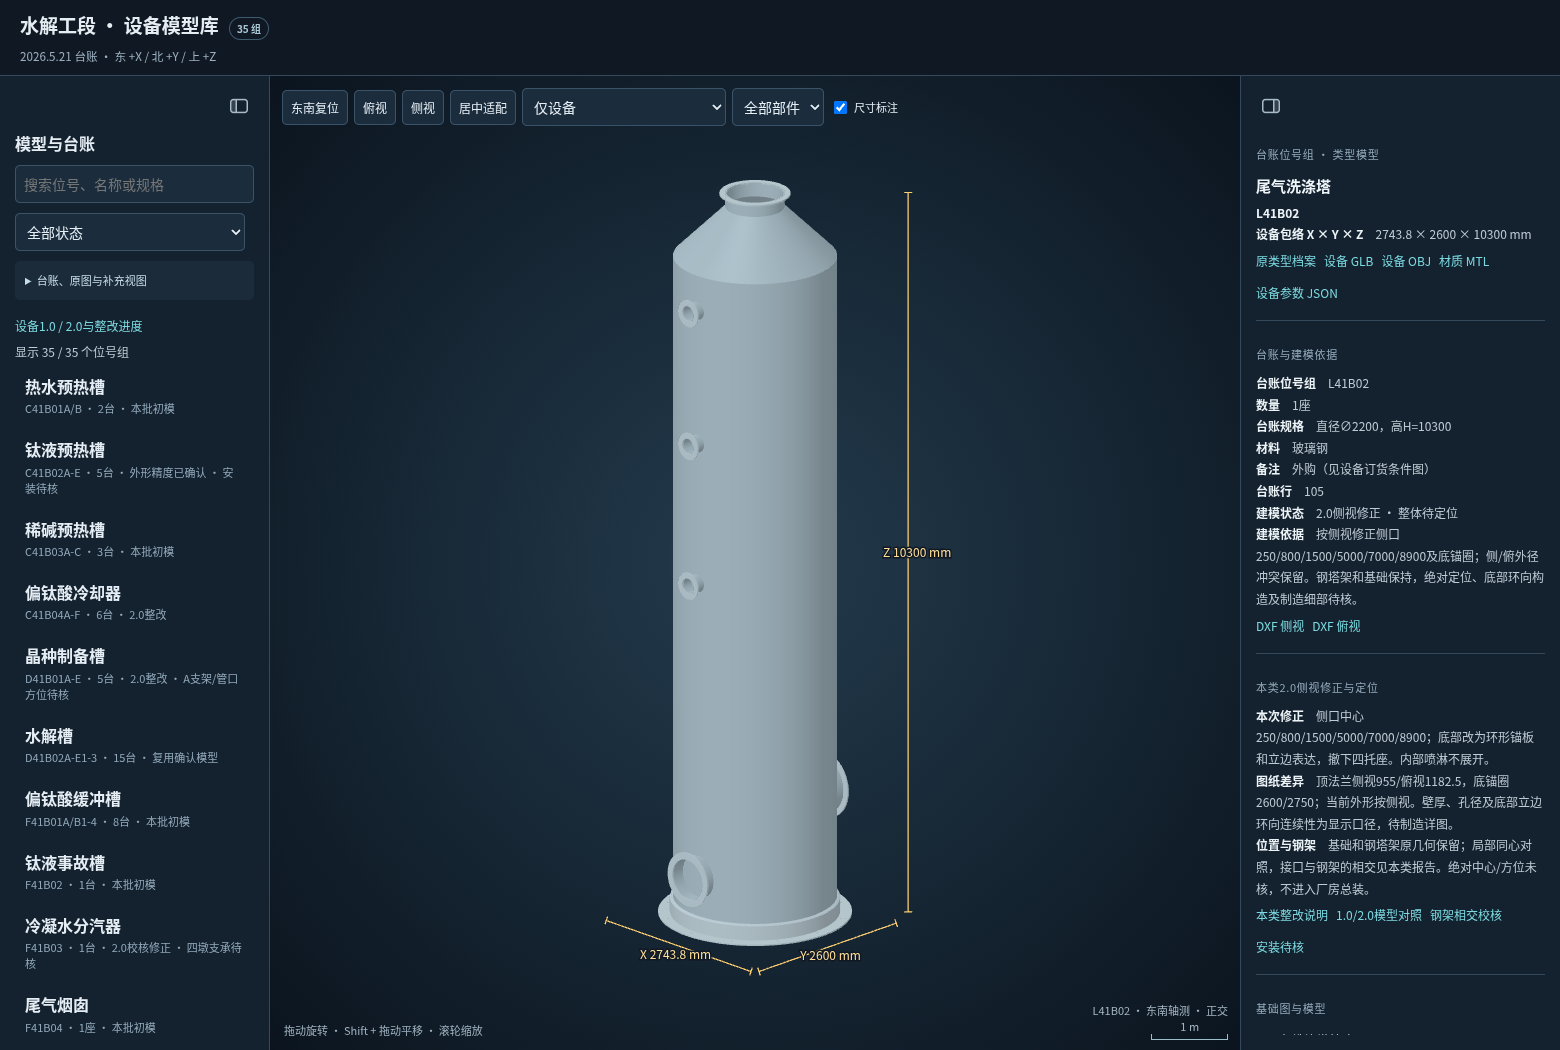 水解工段 · 设备模型库 35 组
2026.5.21 台账 · 东 +X / 北 +Y / 上 +Z
模型与台账
搜索位号、名称或规格
全部状态
▶ 台账、原图与补充视图
设备1.0 / 2.0与整改进度
显示 35 / 35 个位号组
热水预热槽
C41B01A/B · 2台 · 本批初模
钛液预热槽
C41B02A-E · 5台 · 外形精度已确认 · 安
装待核
稀碱预热槽
C41B03A-C · 3台 · 本批初模
偏钛酸冷却器
C41B04A-F · 6台 · 2.0整改
晶种制备槽
D41B01A-E · 5台 · 2.0整改 · A支架/管口
方位待核
水解槽
D41B02A-E1-3 · 15台 · 复用确认模型
偏钛酸缓冲槽
F41B01A/B1-4 · 8台 · 本批初模
钛液事故槽
F41B02 · 1台 · 本批初模
冷凝水分汽器
F41B03 · 1台 · 2.0校核修正 · 四墩支承待
核
尾气烟囱
F41B04 · 1座 · 本批初模
东南复位 俯视 侧视 居中适配 仅设备 全部部件 尺寸标注
Z 10300 mm
X 2743.8 mm
Y 2600 mm
拖动旋转 · Shift + 拖动平移 · 滚轮缩放
L41B02 · 东南轴测 · 正交
1 m
台账位号组 · 类型模型
尾气洗涤塔
L41B02
设备包络 X × Y × Z 2743.8 × 2600 × 10300 mm
原类型档案 设备 GLB 设备 OBJ 材质 MTL
设备参数 JSON
台账与建模依据
台账位号组 L41B02
数量 1座
台账规格 直径∅2200，高H=10300
材料 玻璃钢
备注 外购（见设备订货条件图）
台账行 105
建模状态 2.0侧视修正 · 整体待定位
建模依据 按侧视修正侧口
250/800/1500/5000/7000/8900及底锚圈；侧/俯外径
冲突保留。钢塔架和基础保持，绝对定位、底部环向构
造及制造细部待核。
DXF 侧视 DXF 俯视
本类2.0侧视修正与定位
本次修正 侧口中心
250/800/1500/5000/7000/8900；底部改为环形锚板
和立边表达，撤下四托座。内部喷淋不展开。
图纸差异 顶法兰侧视955/俯视1182.5，底锚圈
2600/2750；当前外形按侧视。壁厚、孔径及底部立边
环向连续性为显示口径，待制造详图。
位置与钢架 基础和钢塔架原几何保留；局部同心对
照，接口与钢架的相交见本类报告。绝对中心/方位未
核，不进入厂房总装。
本类整改说明 1.0/2.0模型对照 钢架相交校核
安装待核
基础图与模型